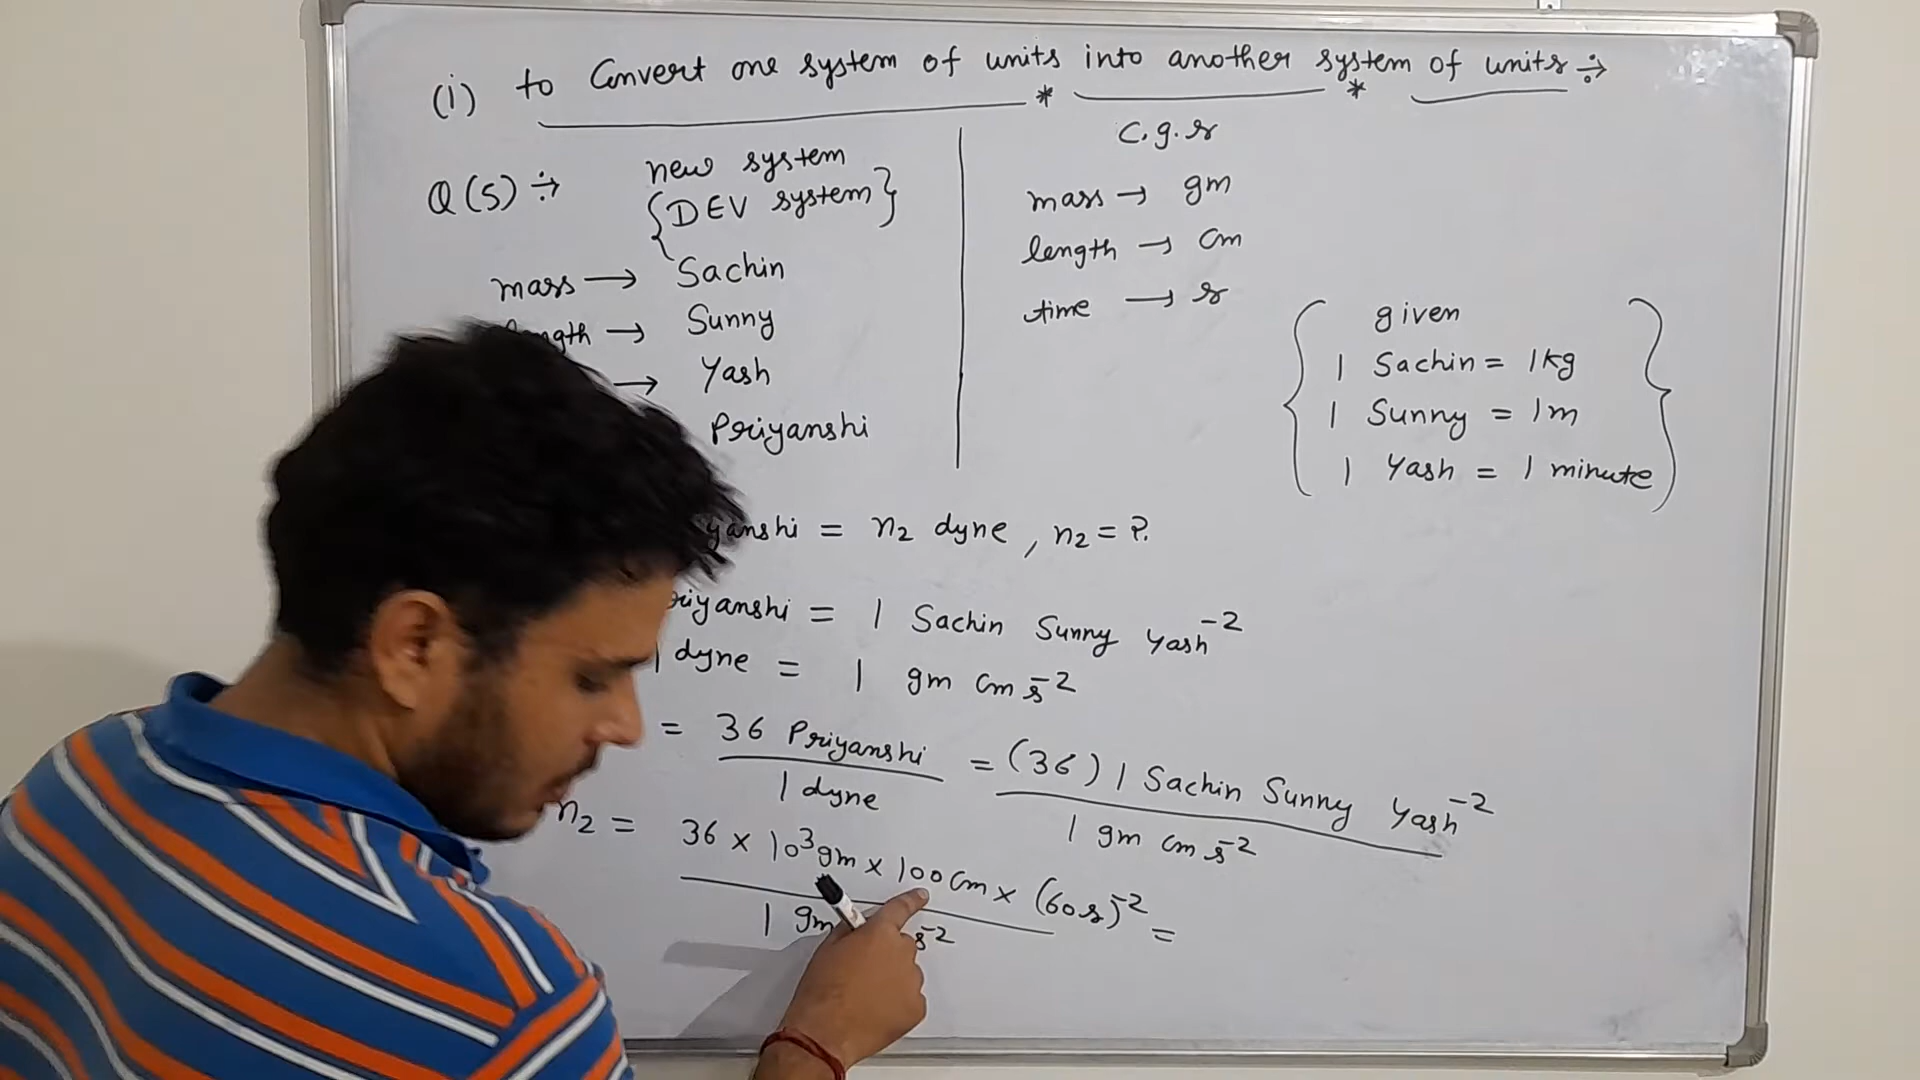 (i) to Convert one system of units into another system of units ÷
Q(5) ÷ new system
{DEV system}
mass → Sachin
length → Sunny
→ Yash
Priyanshi
C.g.s
mass → gm
length → cm
time → s
given
1 Sachin = 1kg
1 Sunny = 1m
1 Yash = 1 minute
yanshi = n₂ dyne, n₂ = ?
riyanshi = 1 Sachin Sunny Yash⁻²
1 dyne = 1 gm cm s⁻²
= 36 Priyanshi / 1 dyne = (36) 1 Sachin Sunny Yash⁻² / 1 gm cm s⁻²
n₂ = 36 × 10³gm × 100cm × (60s)⁻² / 1 gm s⁻² =